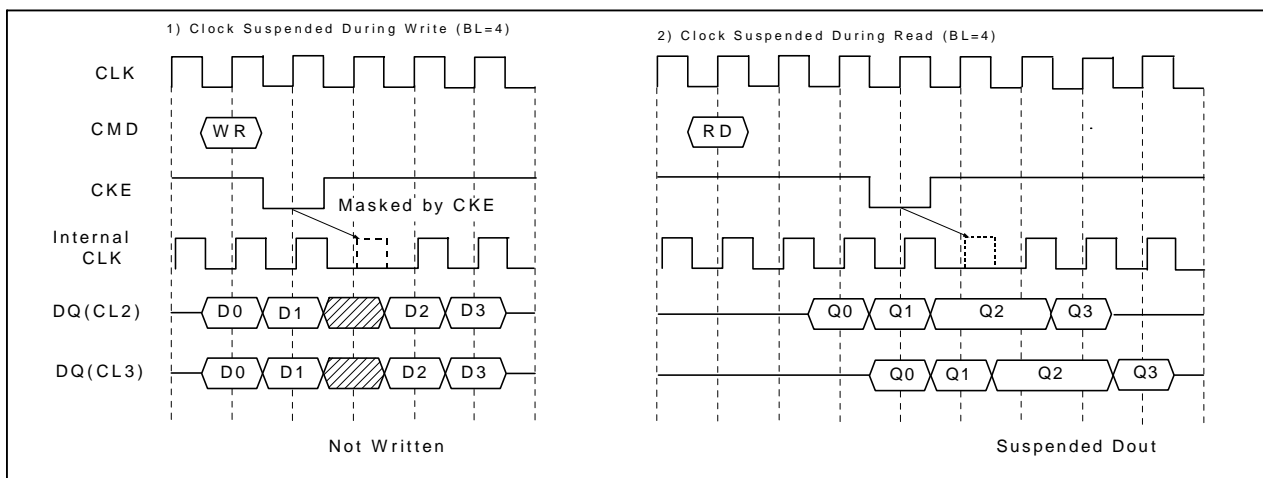 1) Clock Suspended During Write (BL=4)
2) Clock Suspended During Read (BL=4)
CLK
CMD
WR
RD
CKE
Masked by CKE
Internal
CLK
DQ(CL2)
D0 D1 D2 D3
Q0 Q1 Q2 Q3
DQ(CL3)
D0 D1 D2 D3
Q0 Q1 Q2 Q3
Not Written
Suspended Dout